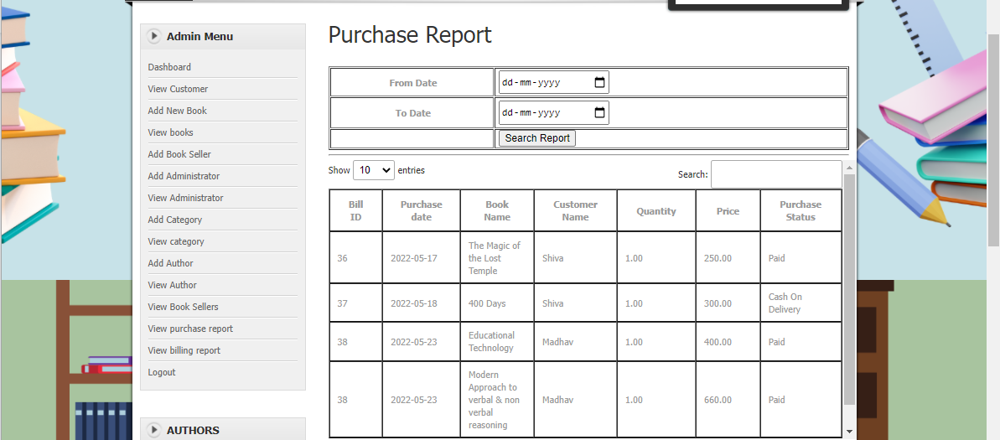 Admin Menu
Dashboard
View Customer
Add New Book
View books
Add Book Seller
Add Administrator
View Administrator
Add Category
View category
Add Author
View Author
View Book Sellers
View purchase report
View billing report
Logout
AUTHORS
Purchase Report
From Date dd-mm-yyyy
To Date dd-mm-yyyy
Search Report
Show 10 entries
Search:
Bill ID Purchase date Book Name Customer Name Quantity Price Purchase Status
36 2022-05-17 The Magic of the Lost Temple Shiva 1.00 250.00 Paid
37 2022-05-18 400 Days Shiva 1.00 300.00 Cash On Delivery
38 2022-05-23 Educational Technology Madhav 1.00 400.00 Paid
38 2022-05-23 Modern Approach to verbal & non verbal reasoning Madhav 1.00 660.00 Paid